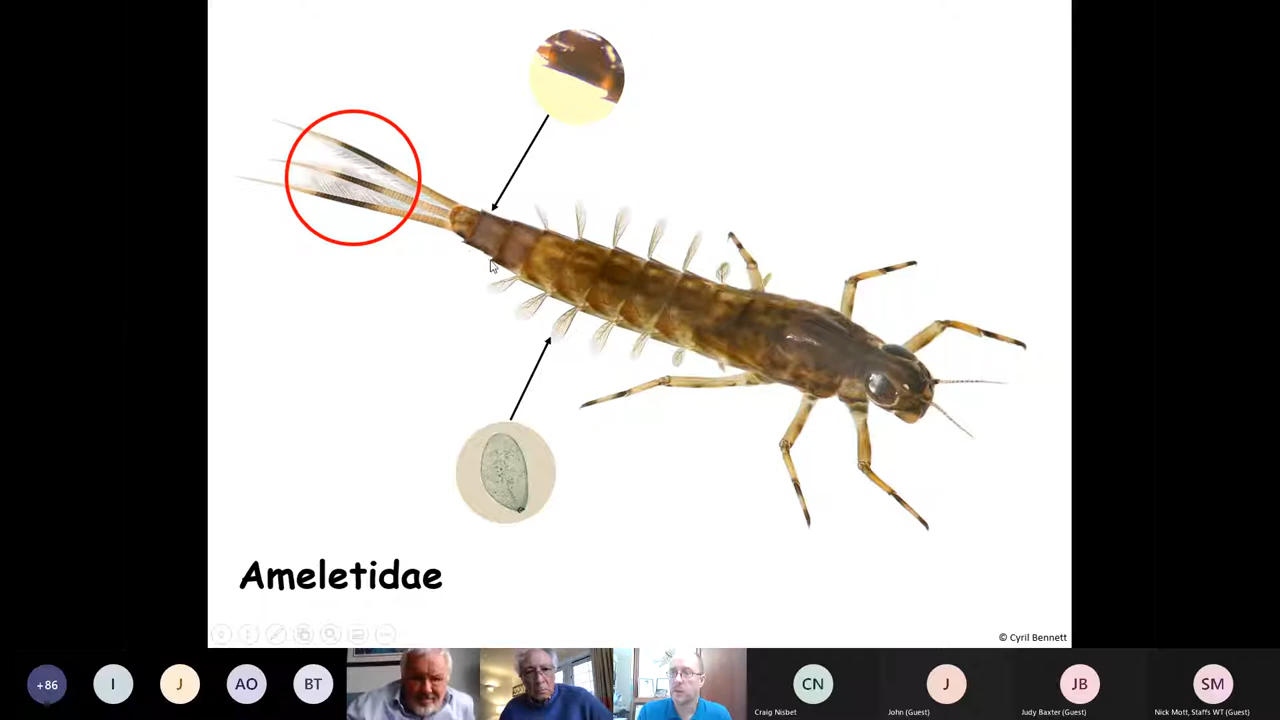 Ameletidae
© Cyril Bennett
+86
I
J
AO
BT
CN
Craig Nisbet
J
John (Guest)
JB
Judy Baxter (Guest)
SM
Nick Mott, Staffs WT (Guest)